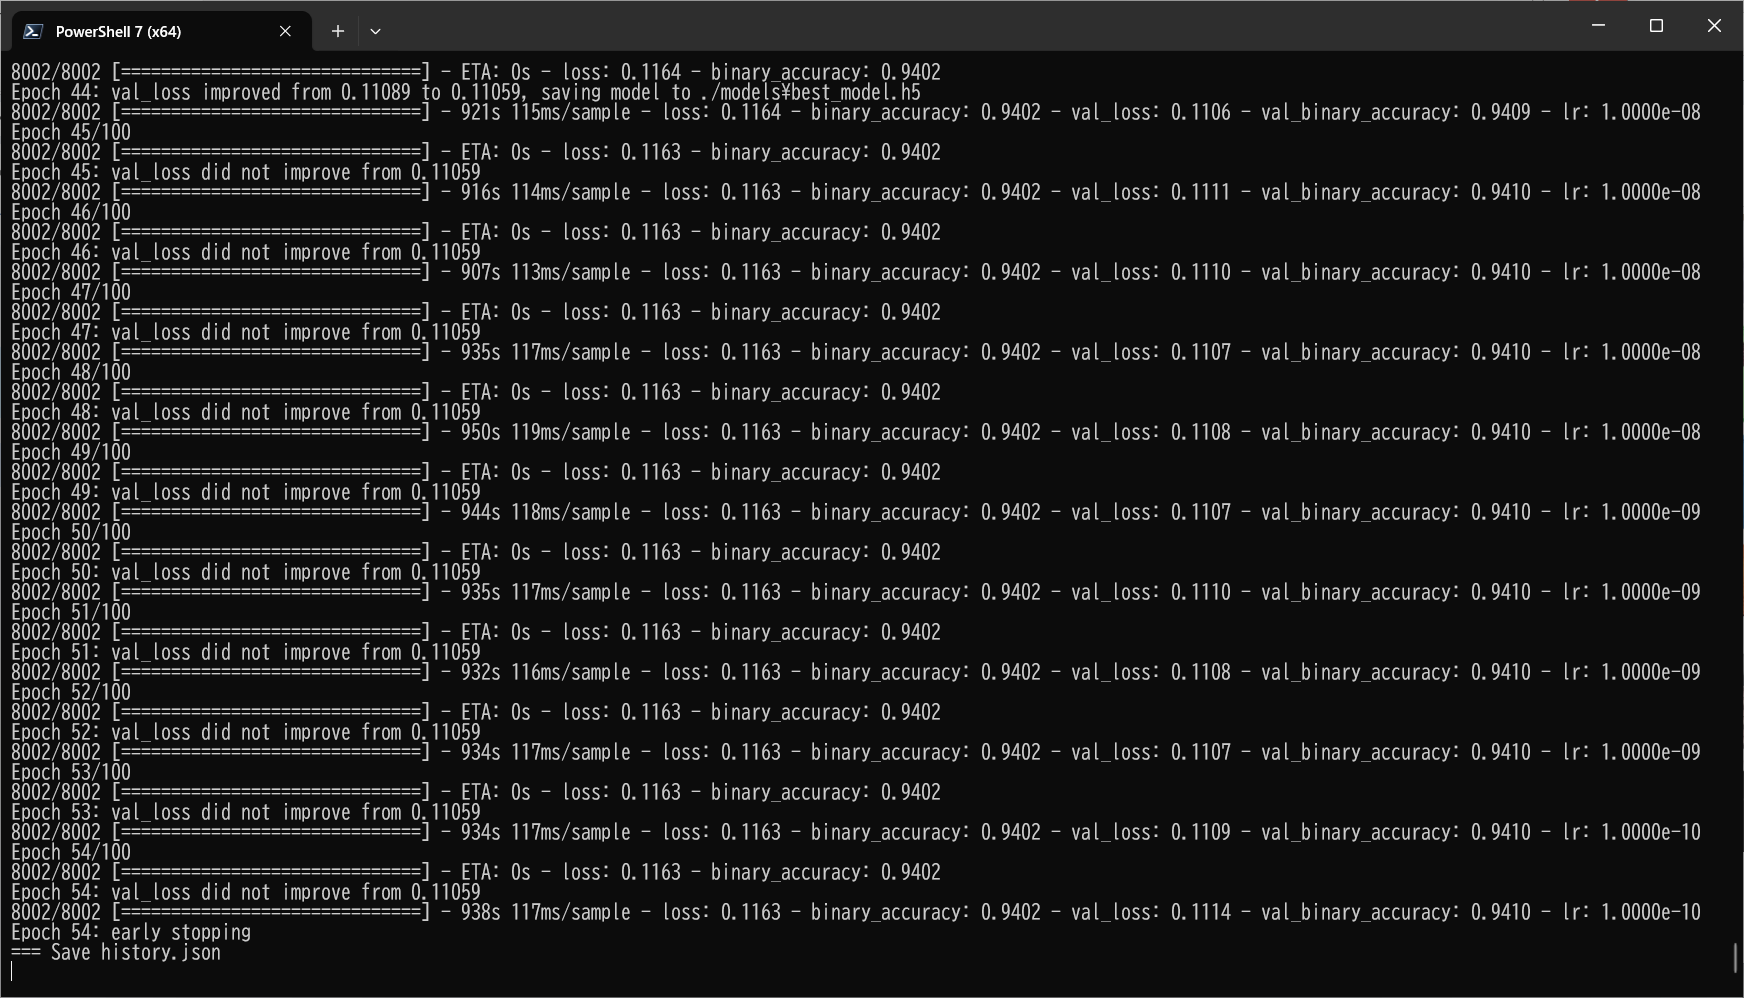 PowerShell 7 (x64)
8002/8002 [==============================] - ETA: 0s - loss: 0.1164 - binary_accuracy: 0.9402
Epoch 44: val_loss improved from 0.11089 to 0.11059, saving model to ./models¥best_model.h5
8002/8002 [==============================] - 921s 115ms/sample - loss: 0.1164 - binary_accuracy: 0.9402 - val_loss: 0.1106 - val_binary_accuracy: 0.9409 - lr: 1.0000e-08
Epoch 45/100
8002/8002 [==============================] - ETA: 0s - loss: 0.1163 - binary_accuracy: 0.9402
Epoch 45: val_loss did not improve from 0.11059
8002/8002 [==============================] - 916s 114ms/sample - loss: 0.1163 - binary_accuracy: 0.9402 - val_loss: 0.1111 - val_binary_accuracy: 0.9410 - lr: 1.0000e-08
Epoch 46/100
8002/8002 [==============================] - ETA: 0s - loss: 0.1163 - binary_accuracy: 0.9402
Epoch 46: val_loss did not improve from 0.11059
8002/8002 [==============================] - 907s 113ms/sample - loss: 0.1163 - binary_accuracy: 0.9402 - val_loss: 0.1110 - val_binary_accuracy: 0.9410 - lr: 1.0000e-08
Epoch 47/100
8002/8002 [==============================] - ETA: 0s - loss: 0.1163 - binary_accuracy: 0.9402
Epoch 47: val_loss did not improve from 0.11059
8002/8002 [==============================] - 935s 117ms/sample - loss: 0.1163 - binary_accuracy: 0.9402 - val_loss: 0.1107 - val_binary_accuracy: 0.9410 - lr: 1.0000e-08
Epoch 48/100
8002/8002 [==============================] - ETA: 0s - loss: 0.1163 - binary_accuracy: 0.9402
Epoch 48: val_loss did not improve from 0.11059
8002/8002 [==============================] - 950s 119ms/sample - loss: 0.1163 - binary_accuracy: 0.9402 - val_loss: 0.1108 - val_binary_accuracy: 0.9410 - lr: 1.0000e-08
Epoch 49/100
8002/8002 [==============================] - ETA: 0s - loss: 0.1163 - binary_accuracy: 0.9402
Epoch 49: val_loss did not improve from 0.11059
8002/8002 [==============================] - 944s 118ms/sample - loss: 0.1163 - binary_accuracy: 0.9402 - val_loss: 0.1107 - val_binary_accuracy: 0.9410 - lr: 1.0000e-09
Epoch 50/100
8002/8002 [==============================] - ETA: 0s - loss: 0.1163 - binary_accuracy: 0.9402
Epoch 50: val_loss did not improve from 0.11059
8002/8002 [==============================] - 935s 117ms/sample - loss: 0.1163 - binary_accuracy: 0.9402 - val_loss: 0.1110 - val_binary_accuracy: 0.9410 - lr: 1.0000e-09
Epoch 51/100
8002/8002 [==============================] - ETA: 0s - loss: 0.1163 - binary_accuracy: 0.9402
Epoch 51: val_loss did not improve from 0.11059
8002/8002 [==============================] - 932s 116ms/sample - loss: 0.1163 - binary_accuracy: 0.9402 - val_loss: 0.1108 - val_binary_accuracy: 0.9410 - lr: 1.0000e-09
Epoch 52/100
8002/8002 [==============================] - ETA: 0s - loss: 0.1163 - binary_accuracy: 0.9402
Epoch 52: val_loss did not improve from 0.11059
8002/8002 [==============================] - 934s 117ms/sample - loss: 0.1163 - binary_accuracy: 0.9402 - val_loss: 0.1107 - val_binary_accuracy: 0.9410 - lr: 1.0000e-09
Epoch 53/100
8002/8002 [==============================] - ETA: 0s - loss: 0.1163 - binary_accuracy: 0.9402
Epoch 53: val_loss did not improve from 0.11059
8002/8002 [==============================] - 934s 117ms/sample - loss: 0.1163 - binary_accuracy: 0.9402 - val_loss: 0.1109 - val_binary_accuracy: 0.9410 - lr: 1.0000e-10
Epoch 54/100
8002/8002 [==============================] - ETA: 0s - loss: 0.1163 - binary_accuracy: 0.9402
Epoch 54: val_loss did not improve from 0.11059
8002/8002 [==============================] - 938s 117ms/sample - loss: 0.1163 - binary_accuracy: 0.9402 - val_loss: 0.1114 - val_binary_accuracy: 0.9410 - lr: 1.0000e-10
Epoch 54: early stopping
=== Save history.json